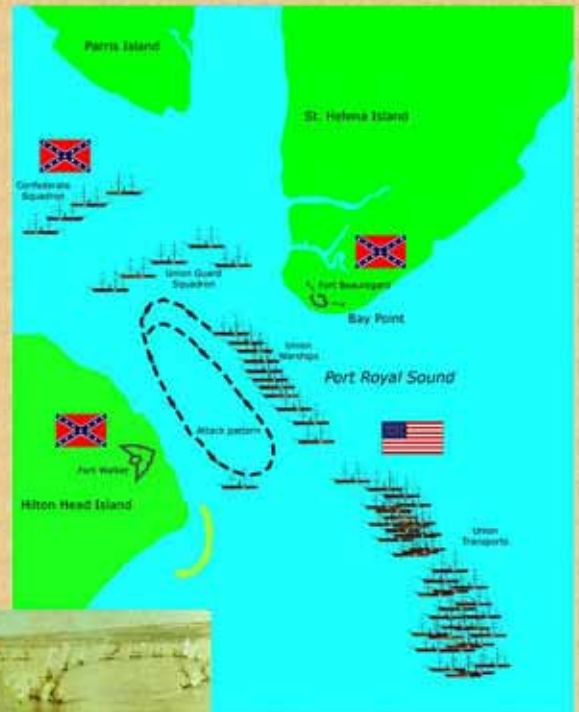 Parris Island
St. Helena Island
Confederate
Squadron
Union Guard
Squadron
Fort Beauregard
Bay Point
Union
Warships
Port Royal Sound
Attack pattern
Fort Walker
Hilton Head Island
Union
Transports